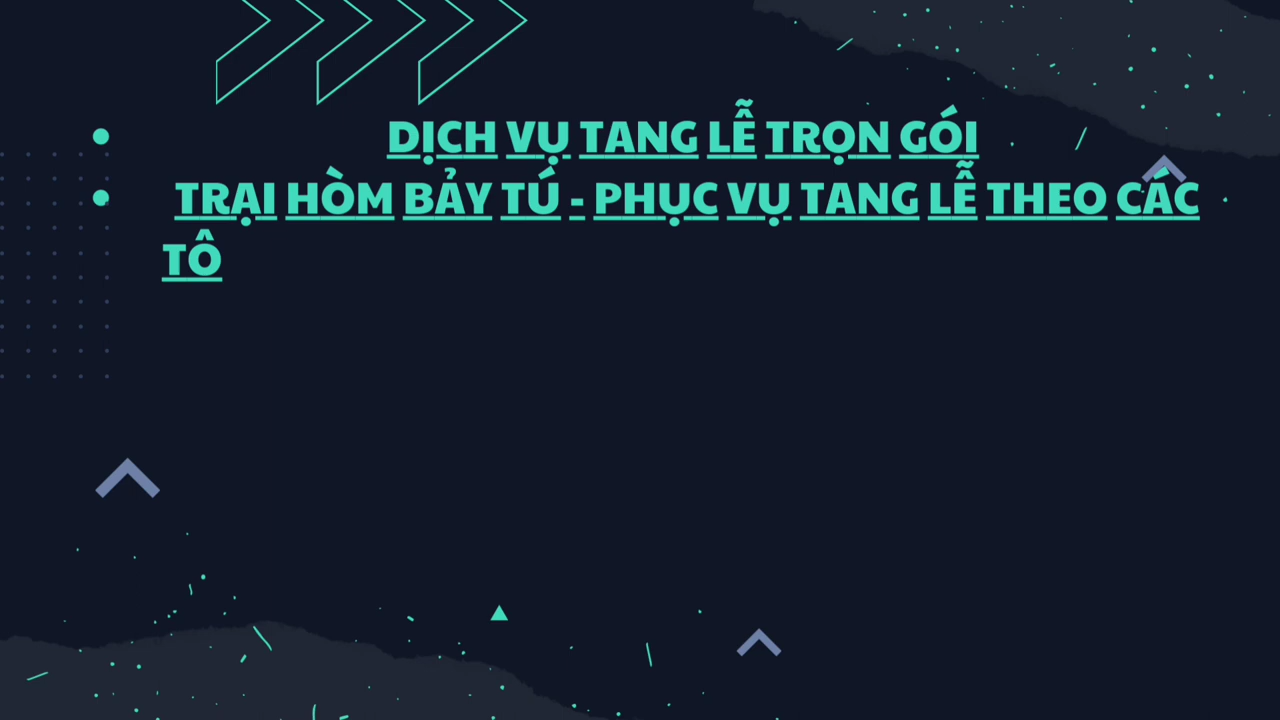 DỊCH VỤ TANG LỄ TRỌN GÓI
TRẠI HÒM BẢY TÚ - PHỤC VỤ TANG LỄ THEO CÁC
TÔ